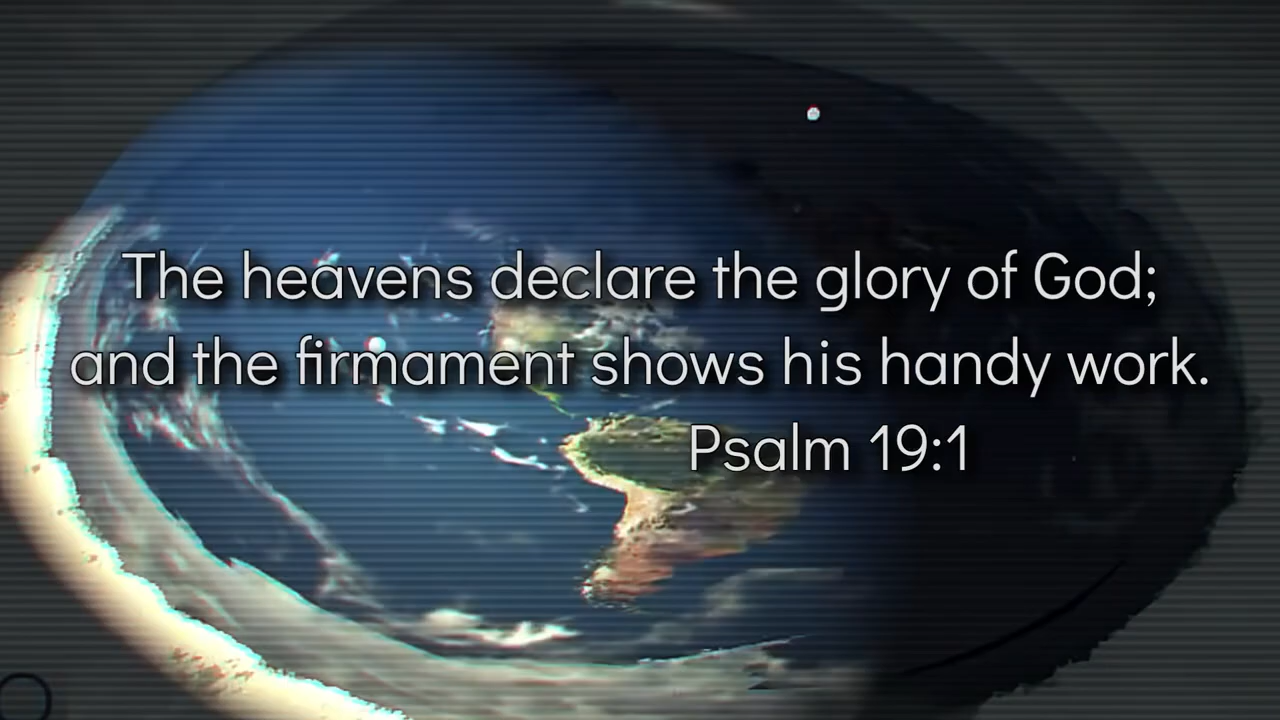 The heavens declare the glory of God;
and the firmament shows his handy work.
Psalm 19:1